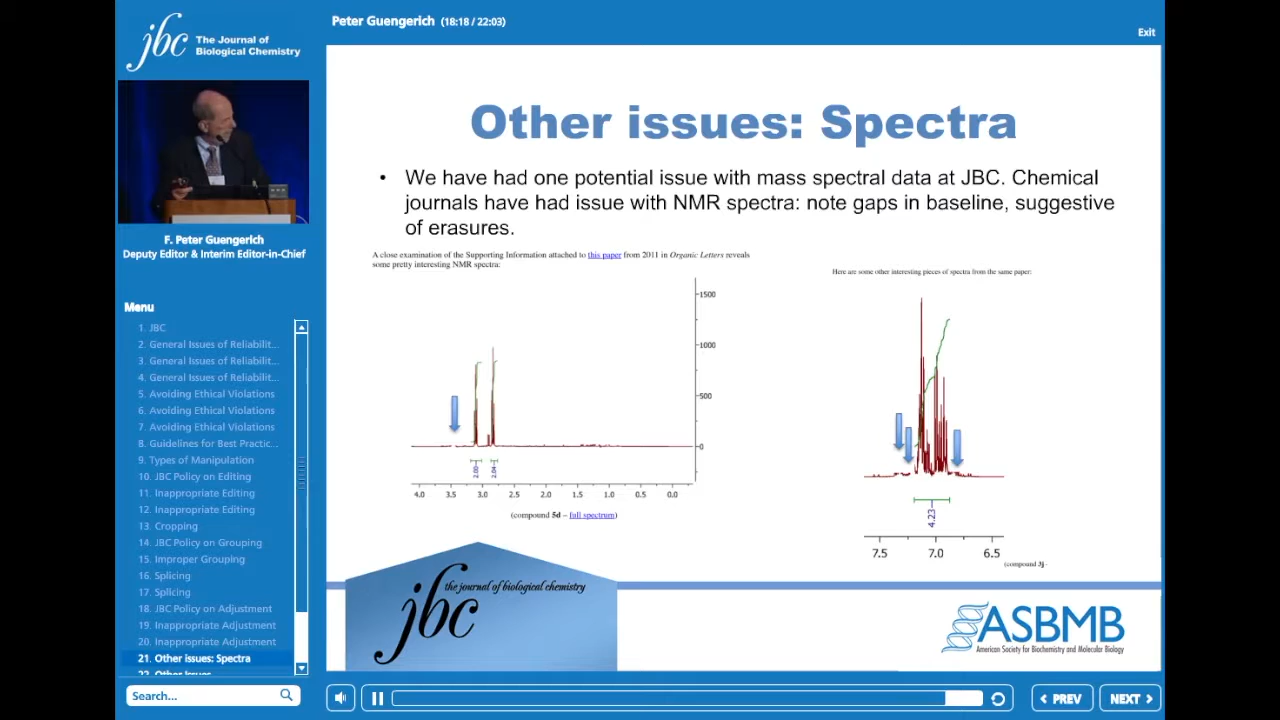 jbc The Journal of
Biological Chemistry
Peter Guengerich (18:18 / 22:03)
Exit
F. Peter Guengerich
Deputy Editor & Interim Editor-in-Chief
Menu
1. JBC
2. General Issues of Reliabilit...
3. General Issues of Reliabilit...
4. General Issues of Reliabilit...
5. Avoiding Ethical Violations
6. Avoiding Ethical Violations
7. Avoiding Ethical Violations
8. Guidelines for Best Practic...
9. Types of Manipulation
10. JBC Policy on Editing
11. Inappropriate Editing
12. Inappropriate Editing
13. Cropping
14. JBC Policy on Grouping
15. Improper Grouping
16. Splicing
17. Splicing
18. JBC Policy on Adjustment
19. Inappropriate Adjustment
20. Inappropriate Adjustment
21. Other issues: Spectra
22. Other Issues
Search...
Other issues: Spectra
• We have had one potential issue with mass spectral data at JBC. Chemical
journals have had issue with NMR spectra: note gaps in baseline, suggestive
of erasures.
A close examination of the Supporting Information attached to this paper from 2011 in Organic Letters reveals
some pretty interesting NMR spectra:
1500
1000
500
0
2.00
2.04
4.0 3.5 3.0 2.5 2.0 1.5 1.0 0.5 0.0
(compound 5d – full spectrum)
Here are some other interesting pieces of spectra from the same paper:
4.23
7.5 7.0 6.5
(compound 3j -
the journal of biological chemistry
jbc
ASBMB
American Society for Biochemistry and Molecular Biology
< PREV
NEXT >